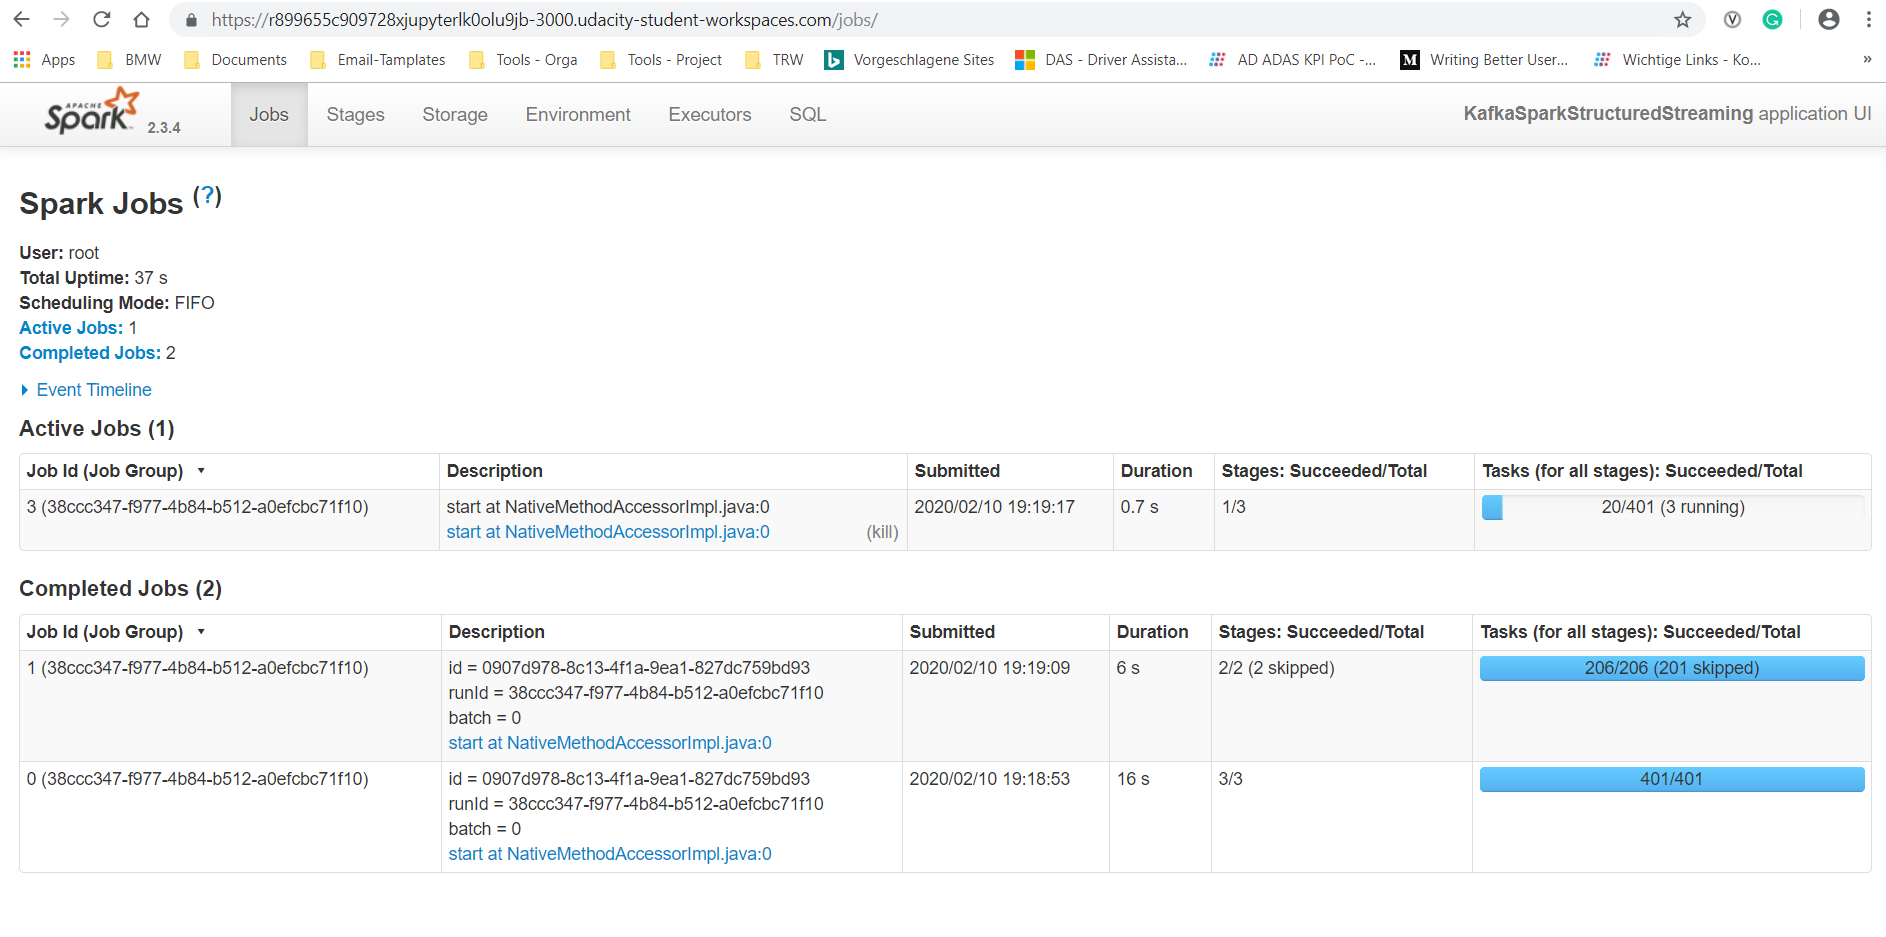 https://r899655c909728xjupyterlk0olu9jb-3000.udacity-student-workspaces.com/jobs/
Apps BMW Documents Email-Tamplates Tools - Orga Tools - Project TRW Vorgeschlagene Sites DAS - Driver Assista... AD ADAS KPI PoC -... M Writing Better User... Wichtige Links - Ko... »
APACHE Spark 2.3.4 Jobs Stages Storage Environment Executors SQL KafkaSparkStructuredStreaming application UI
Spark Jobs (?)
User: root
Total Uptime: 37 s
Scheduling Mode: FIFO
Active Jobs: 1
Completed Jobs: 2
Event Timeline
Active Jobs (1)
Job Id (Job Group) Description Submitted Duration Stages: Succeeded/Total Tasks (for all stages): Succeeded/Total
3 (38ccc347-f977-4b84-b512-a0efcbc71f10) start at NativeMethodAccessorImpl.java:0 2020/02/10 19:19:17 0.7 s 1/3 20/401 (3 running)
start at NativeMethodAccessorImpl.java:0 (kill)
Completed Jobs (2)
Job Id (Job Group) Description Submitted Duration Stages: Succeeded/Total Tasks (for all stages): Succeeded/Total
1 (38ccc347-f977-4b84-b512-a0efcbc71f10) id = 0907d978-8c13-4f1a-9ea1-827dc759bd93 2020/02/10 19:19:09 6 s 2/2 (2 skipped) 206/206 (201 skipped)
runId = 38ccc347-f977-4b84-b512-a0efcbc71f10
batch = 0
start at NativeMethodAccessorImpl.java:0
0 (38ccc347-f977-4b84-b512-a0efcbc71f10) id = 0907d978-8c13-4f1a-9ea1-827dc759bd93 2020/02/10 19:18:53 16 s 3/3 401/401
runId = 38ccc347-f977-4b84-b512-a0efcbc71f10
batch = 0
start at NativeMethodAccessorImpl.java:0